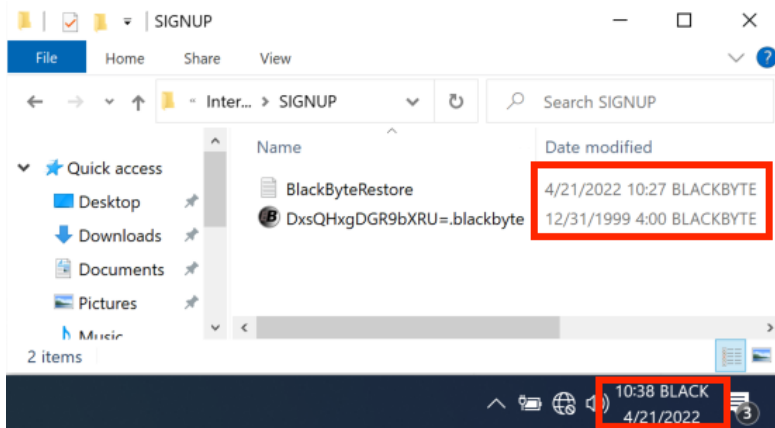 SIGNUP
File Home Share View
Inter... > SIGNUP Search SIGNUP
Name Date modified
Quick access
Desktop
Downloads
Documents
Pictures
Music
BlackByteRestore 4/21/2022 10:27 BLACKBYTE
DxsQHxgDGR9bXRU=.blackbyte 12/31/1999 4:00 BLACKBYTE
2 items
10:38 BLACK
4/21/2022
3